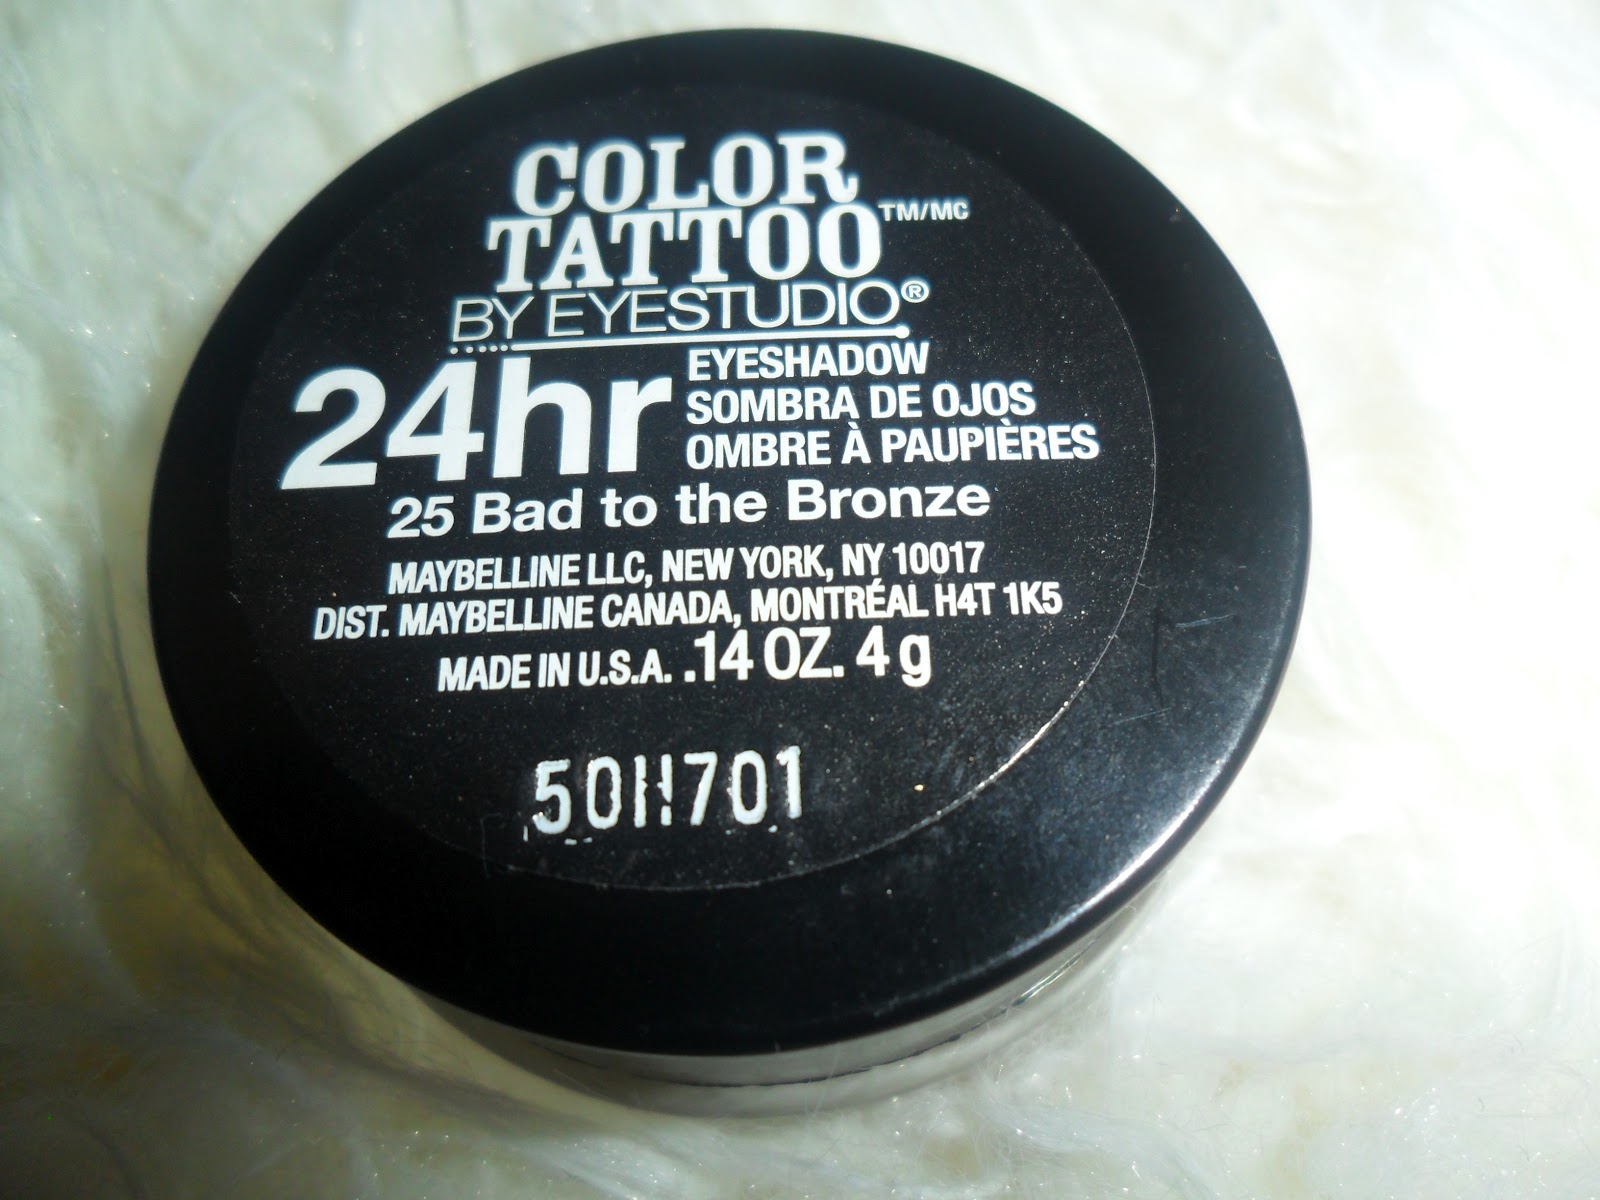 COLOR
TATTOO™/MC
BY EYESTUDIO®
24hr
EYESHADOW
SOMBRA DE OJOS
OMBRE À PAUPIÈRES
25 Bad to the Bronze
MAYBELLINE LLC, NEW YORK, NY 10017
DIST. MAYBELLINE CANADA, MONTRÉAL H4T 1K5
MADE IN U.S.A. .14 OZ. 4 g
50H701